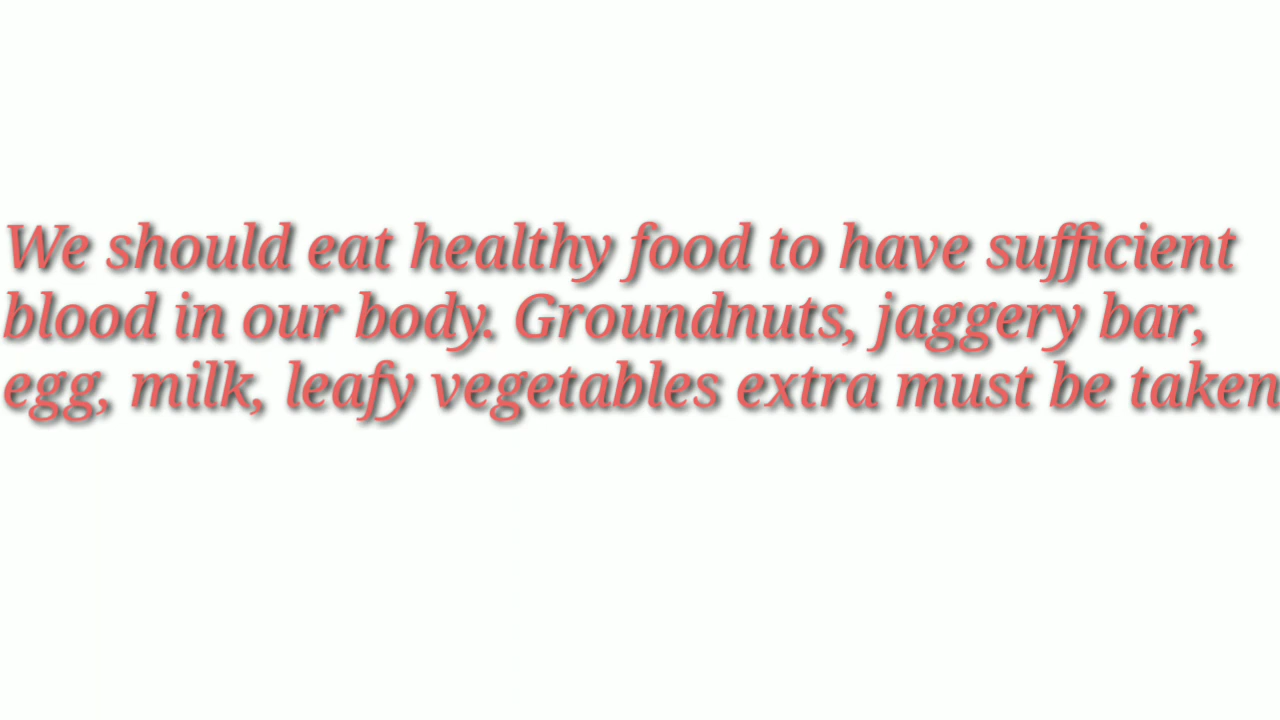 We should eat healthy food to have sufficient
blood in our body. Groundnuts, jaggery bar,
egg, milk, leafy vegetables extra must be taken